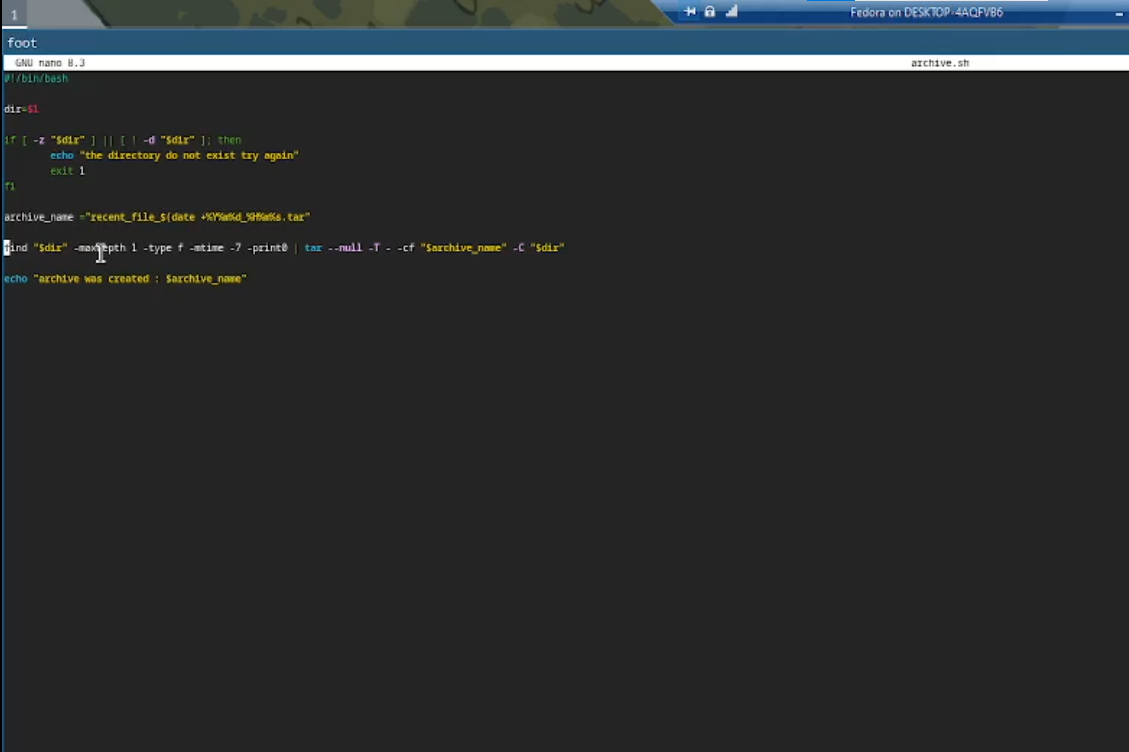 1
Fedora on DESKTOP-4AQFVB6
foot
GNU nano 8.3 archive.sh
#!/bin/bash
dir=$1
if [ -z "$dir" ] || [ ! -d "$dir" ]; then
echo "the directory do not exist try again"
exit 1
fi
archive_name ="recent_file_$(date +%Y%m%d_%H%m%s.tar"
find "$dir" -maxdepth 1 -type f -mtime -7 -print0 | tar --null -T - -cf "$archive_name" -C "$dir"
echo "archive was created : $archive_name"